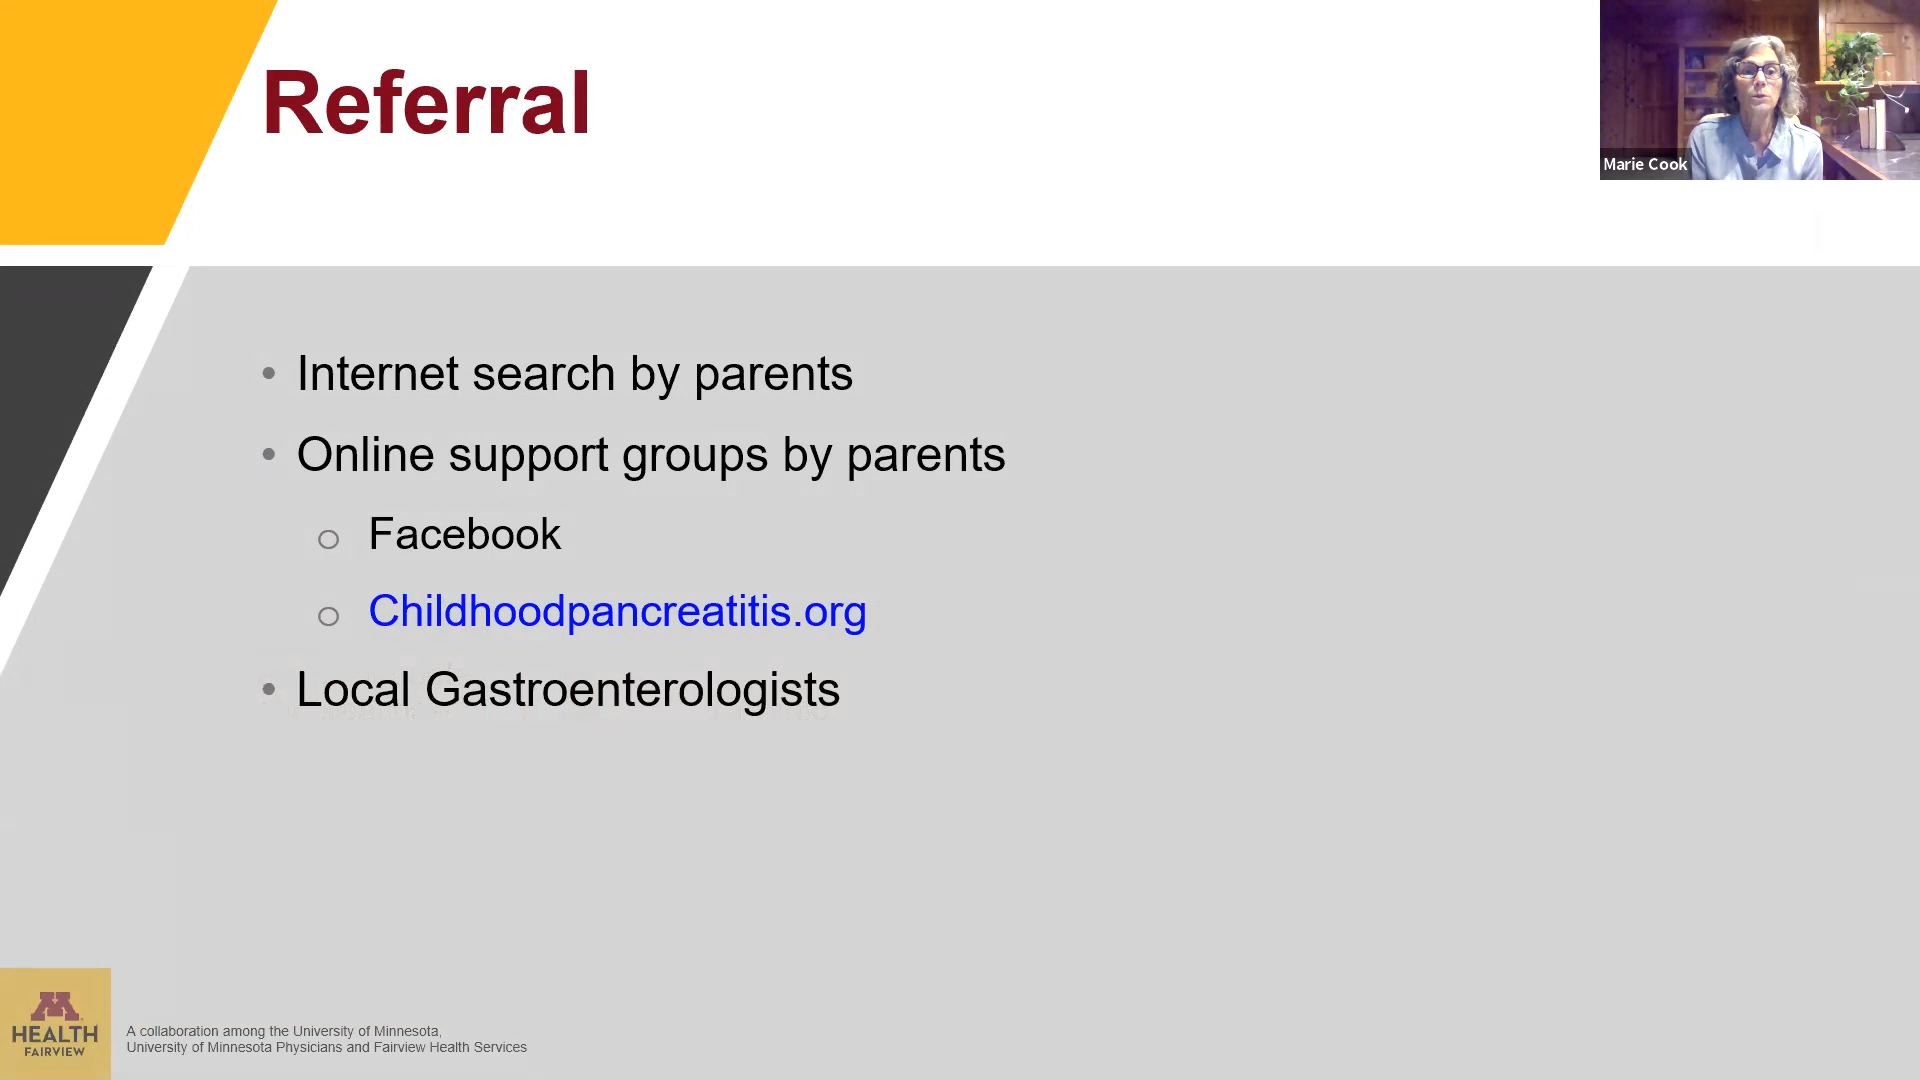 Referral
Marie Cook
• Internet search by parents
• Online support groups by parents
o Facebook
o Childhoodpancreatitis.org
• Local Gastroenterologists
M
HEALTH
FAIRVIEW
A collaboration among the University of Minnesota,
University of Minnesota Physicians and Fairview Health Services